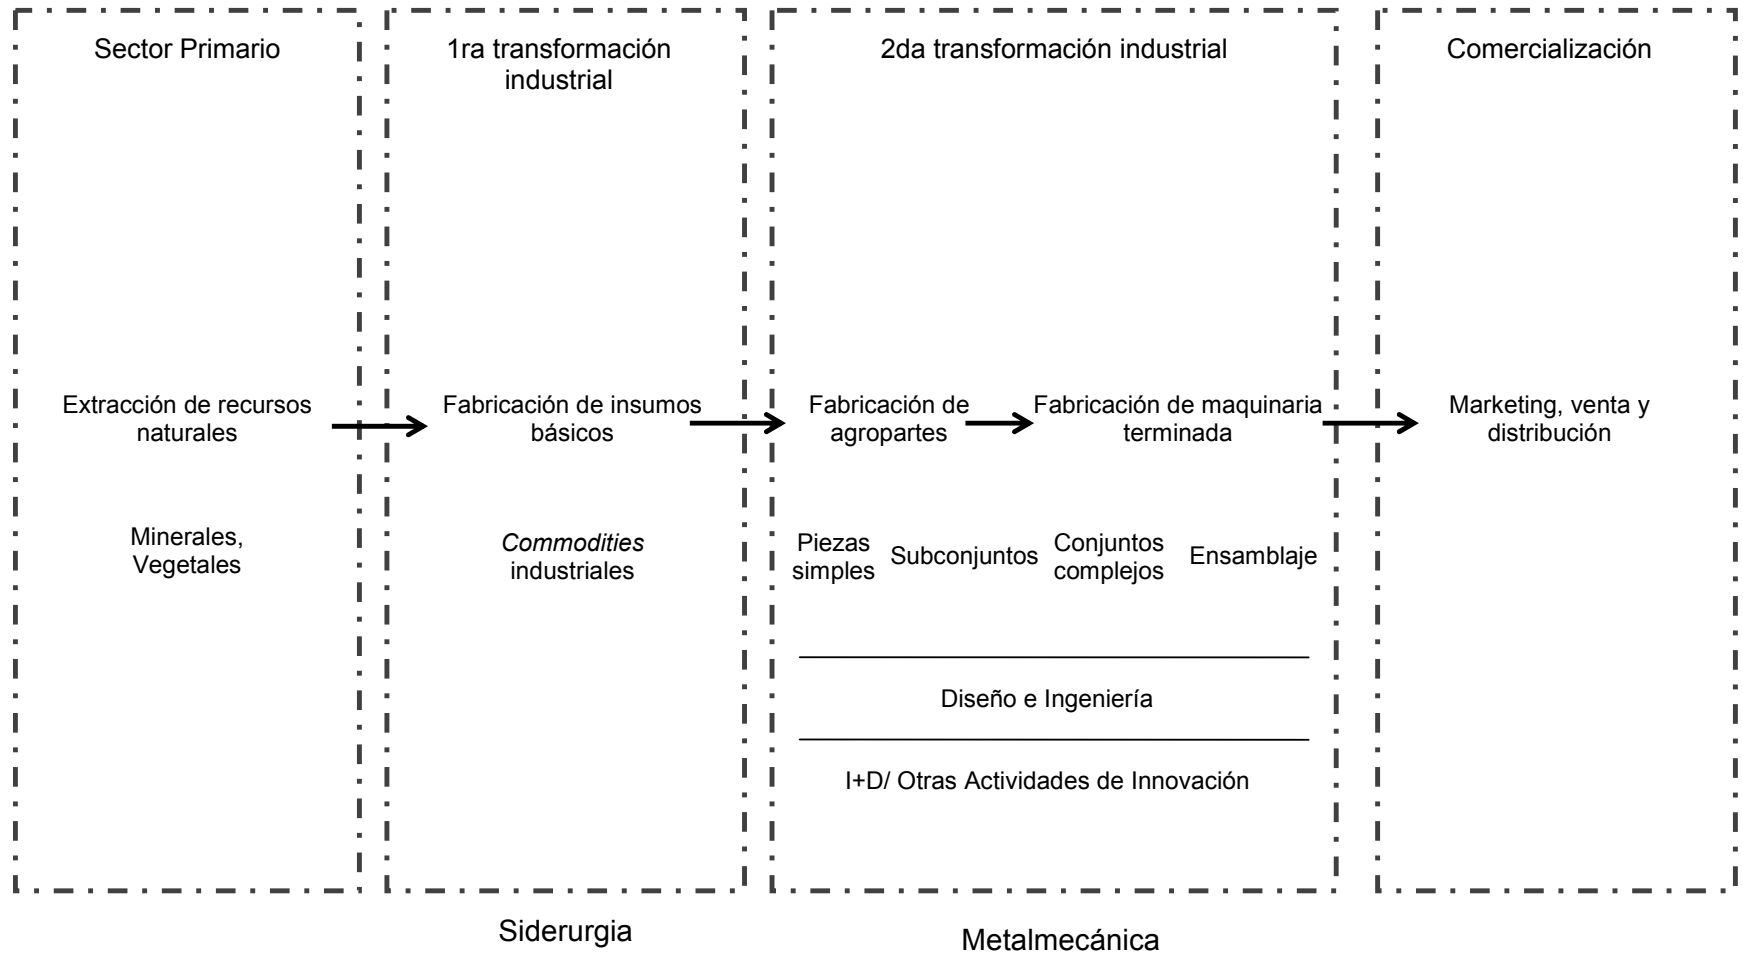 Sector Primario
1ra transformación
industrial
2da transformación industrial
Comercialización
Extracción de recursos
naturales
Fabricación de insumos
básicos
Fabricación de
agropartes
Fabricación de maquinaria
terminada
Marketing, venta y
distribución
Minerales,
Vegetales
Commodities
industriales
Piezas
simples
Subconjuntos
Conjuntos
complejos
Ensamblaje
Diseño e Ingeniería
I+D/ Otras Actividades de Innovación
Siderurgia
Metalmecánica